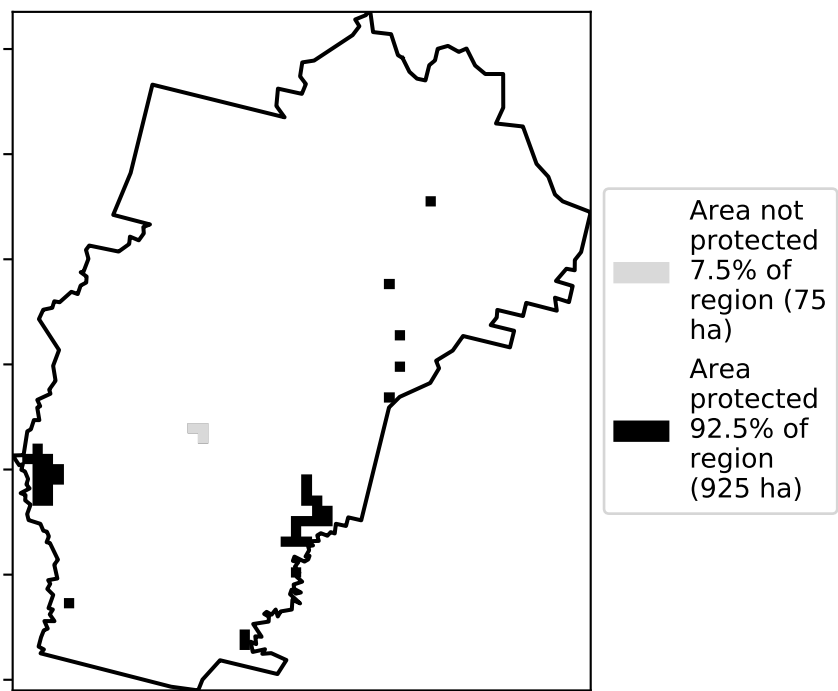 Area not
protected
7.5% of
region (75
ha)
Area
protected
92.5% of
region
(925 ha)